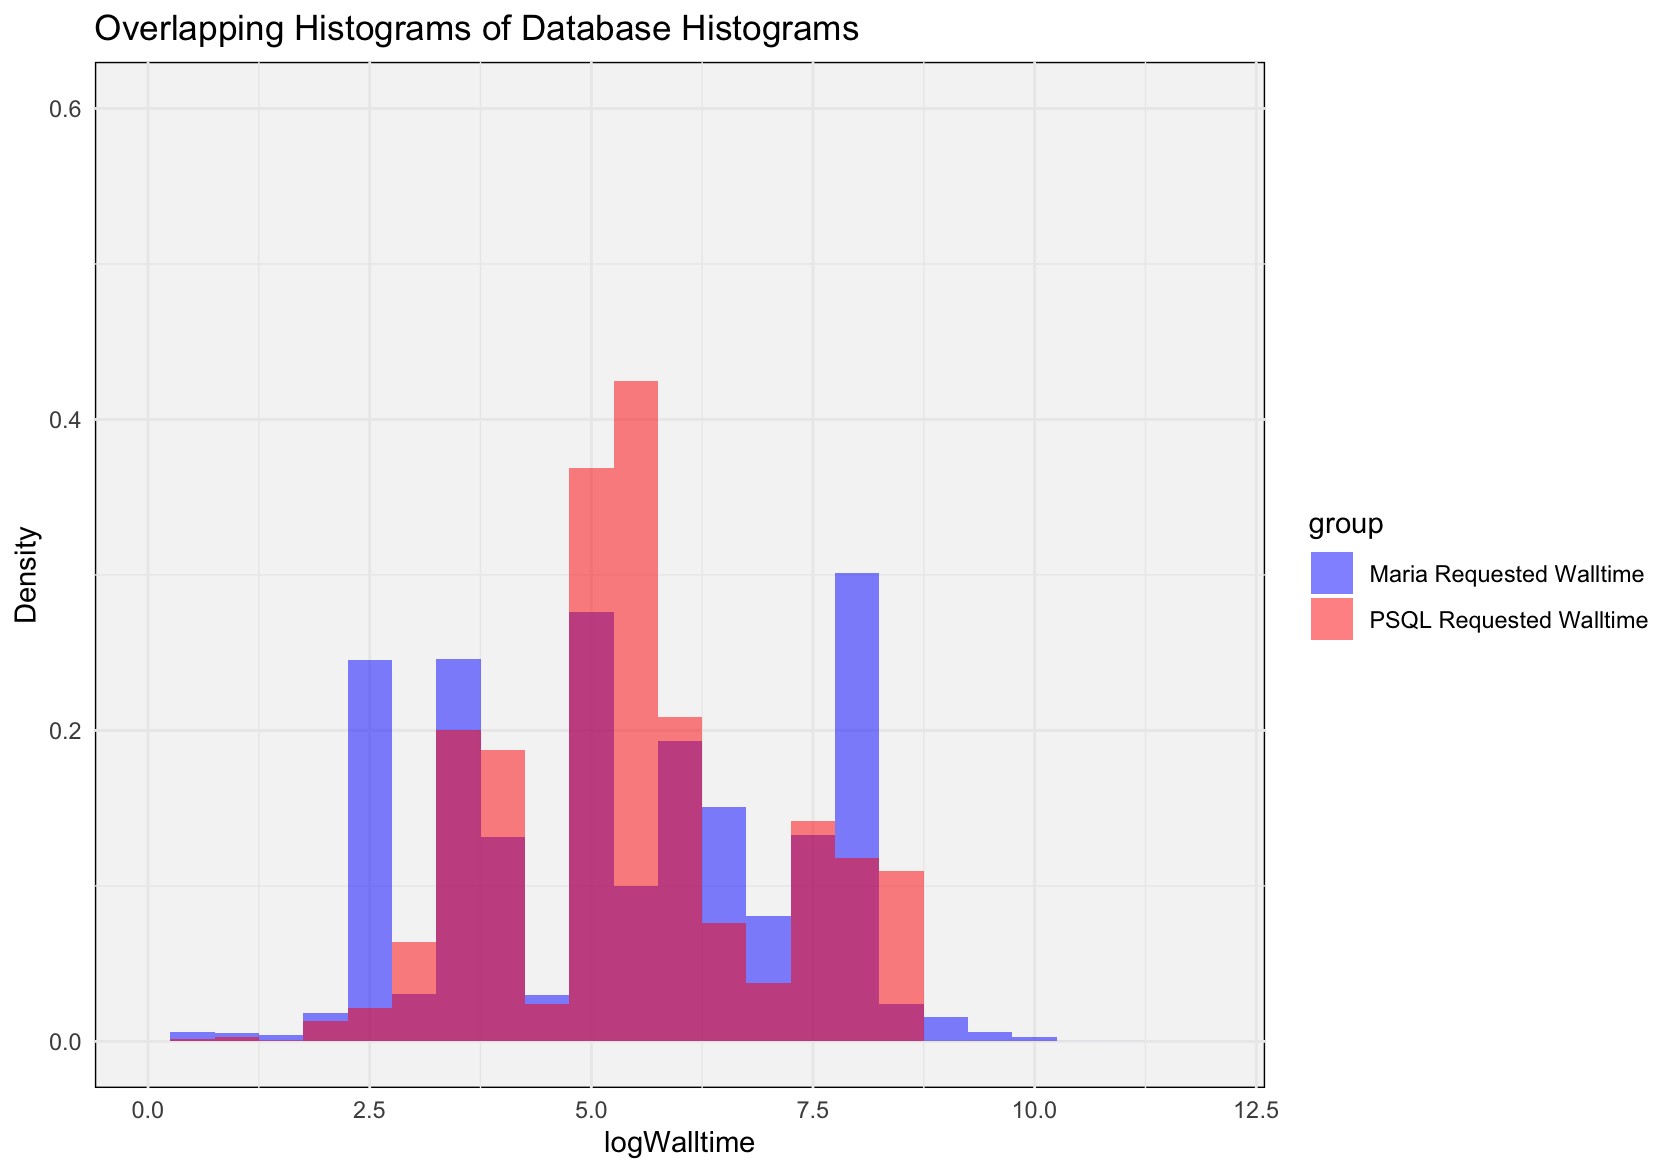 Overlapping Histograms of Database Histograms
0.6
0.4
0.2
0.0
Density
0.0 2.5 5.0 7.5 10.0 12.5
logWalltime
group
Maria Requested Walltime
PSQL Requested Walltime